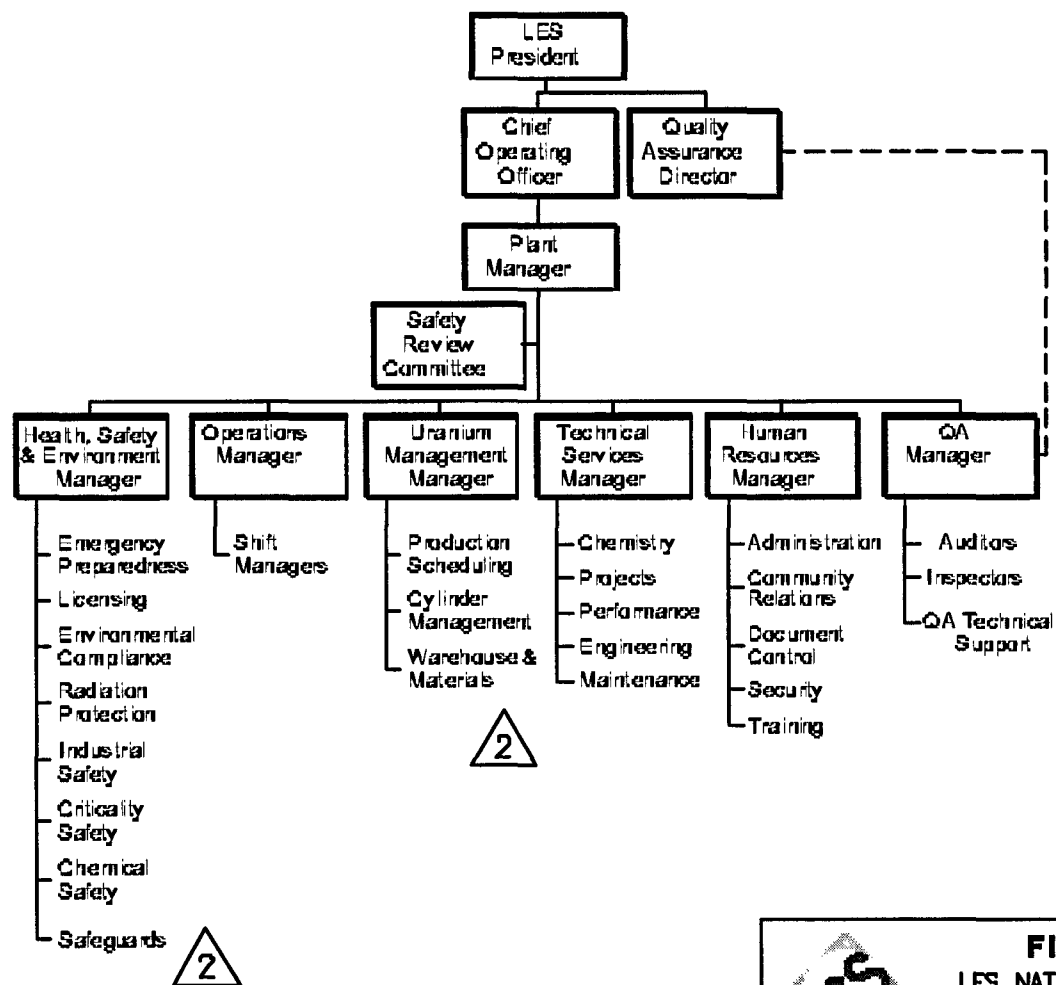 LES
President
Chief
Operating
Officer
Quality
Assurance
Director
Plant
Manager
Safety
Review
Committee
Health, Safety
& Environment
Manager
Operations
Manager
Uranium
Management
Manager
Technical
Services
Manager
Human
Resources
Manager
QA
Manager
Emergency
Preparedness
Licensing
Environmental
Compliance
Radiation
Protection
Industrial
Safety
Criticality
Safety
Chemical
Safety
Safeguards
2
Shift
Managers
Production
Scheduling
Cylinder
Management
Warehouse &
Materials
2
Chemistry
Projects
Performance
Engineering
Maintenance
Administration
Community
Relations
Document
Control
Security
Training
Auditors
Inspectors
QA Technical
Support
FI
LES NAT